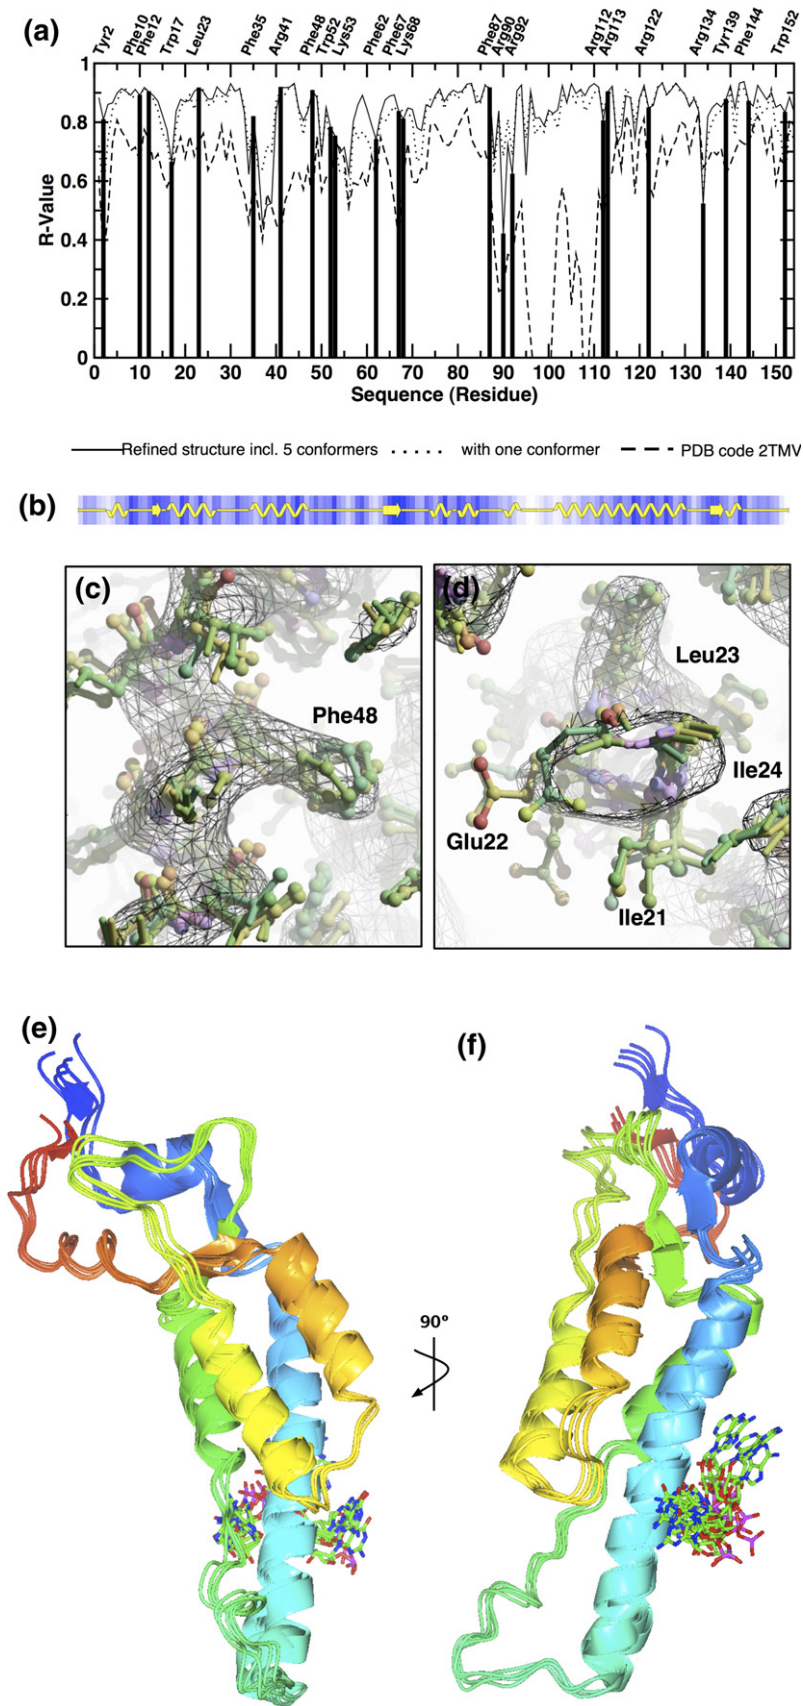 (a)
Tyr2
Phe10
Phe12
Trp17
Leu23
Phe35
Arg41
Phe48
Trp52
Lys53
Phe62
Phe67
Lys68
Phe87
Arg90
Arg92
Arg112
Arg113
Arg122
Arg134
Tyr139
Phe144
Trp152
1
0.8
0.6
0.4
0.2
0
R-Value
0 10 20 30 40 50 60 70 80 90 100 110 120 130 140 150
Sequence (Residue)
Refined structure incl. 5 conformers
with one conformer
PDB code 2TMV
(b)
(c)
Phe48
(d)
Leu23
Ile24
Glu22
Ile21
(e)
(f)
90°